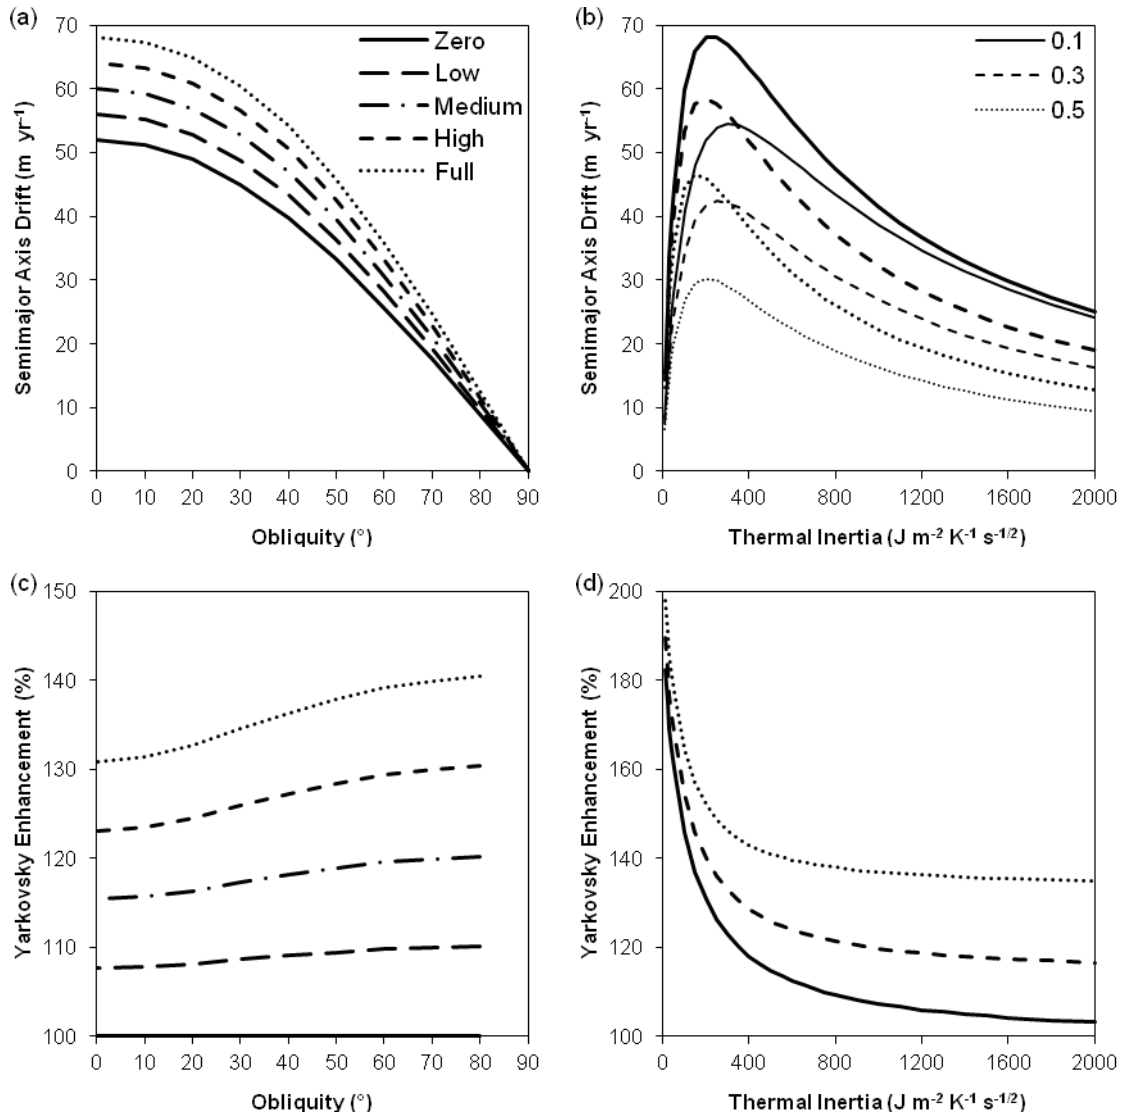 (a)
70
60
50
40
30
20
10
0
Semimajor Axis Drift (m yr-1)
Zero
Low
Medium
High
Full
0 10 20 30 40 50 60 70 80 90
Obliquity (°)
(b)
70
60
50
40
30
20
10
0
Semimajor Axis Drift (m yr-1)
0.1
0.3
0.5
0 400 800 1200 1600 2000
Thermal Inertia (J m-2 K-1 s-1/2)
(c)
150
140
130
120
110
100
Yarkovsky Enhancement (%)
0 10 20 30 40 50 60 70 80 90
Obliquity (°)
(d)
200
180
160
140
120
100
Yarkovsky Enhancement (%)
0 400 800 1200 1600 2000
Thermal Inertia (J m-2 K-1 s-1/2)